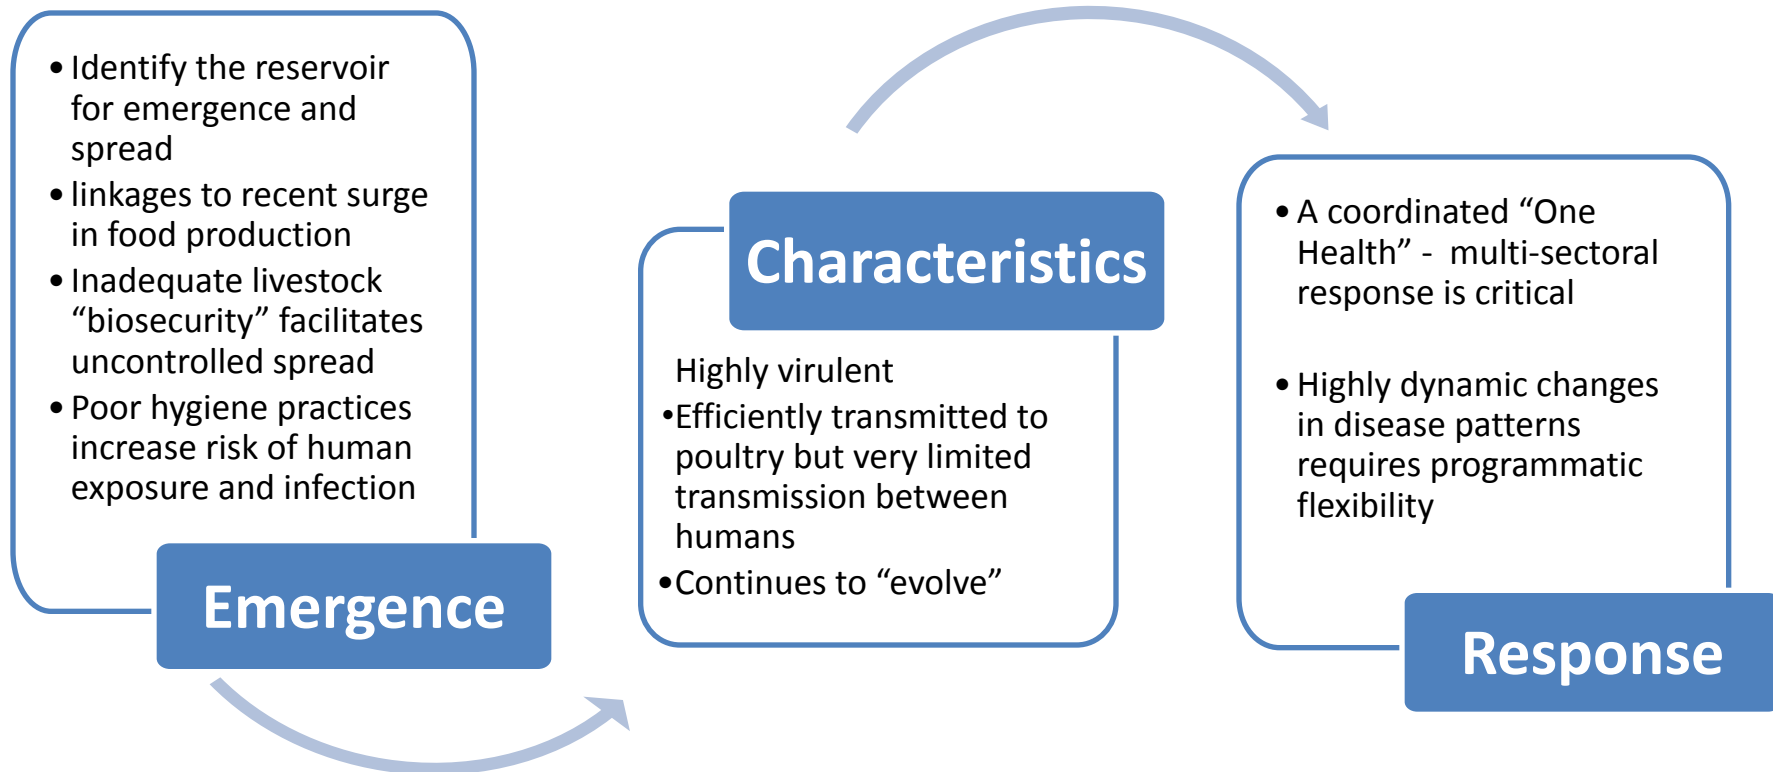 • Identify the reservoir
for emergence and
spread
• linkages to recent surge
in food production
• Inadequate livestock
“biosecurity” facilitates
uncontrolled spread
• Poor hygiene practices
increase risk of human
exposure and infection
Emergence
Characteristics
Highly virulent
•Efficiently transmitted to
poultry but very limited
transmission between
humans
•Continues to “evolve”
• A coordinated “One
Health” - multi-sectoral
response is critical
• Highly dynamic changes
in disease patterns
requires programmatic
flexibility
Response